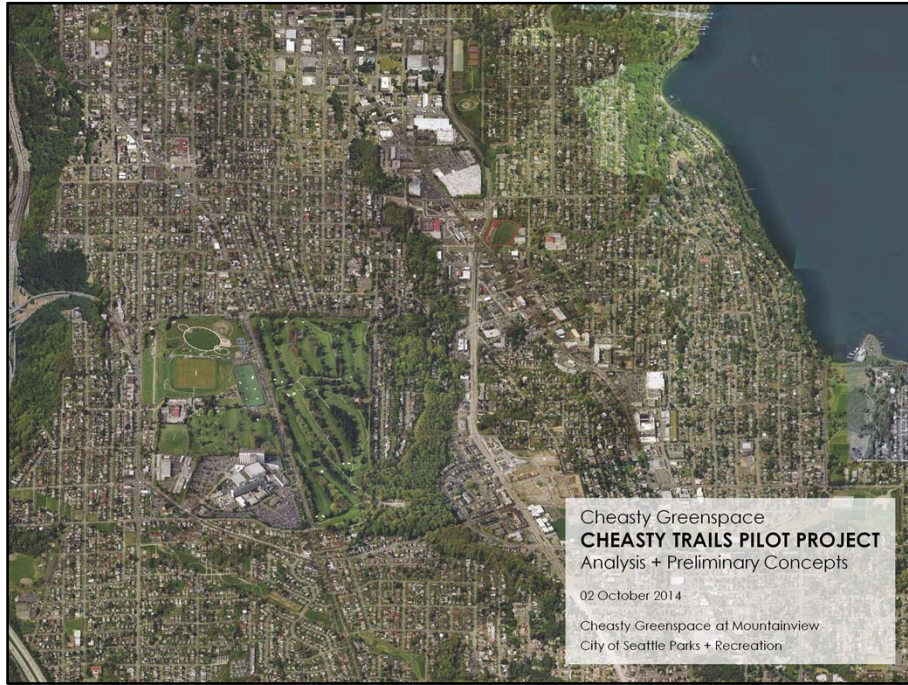 Cheasty Greenspace
CHEASTY TRAILS PILOT PROJECT
Analysis + Preliminary Concepts
02 October 2014
Cheasty Greenspace at Mountainview
City of Seattle Parks + Recreation